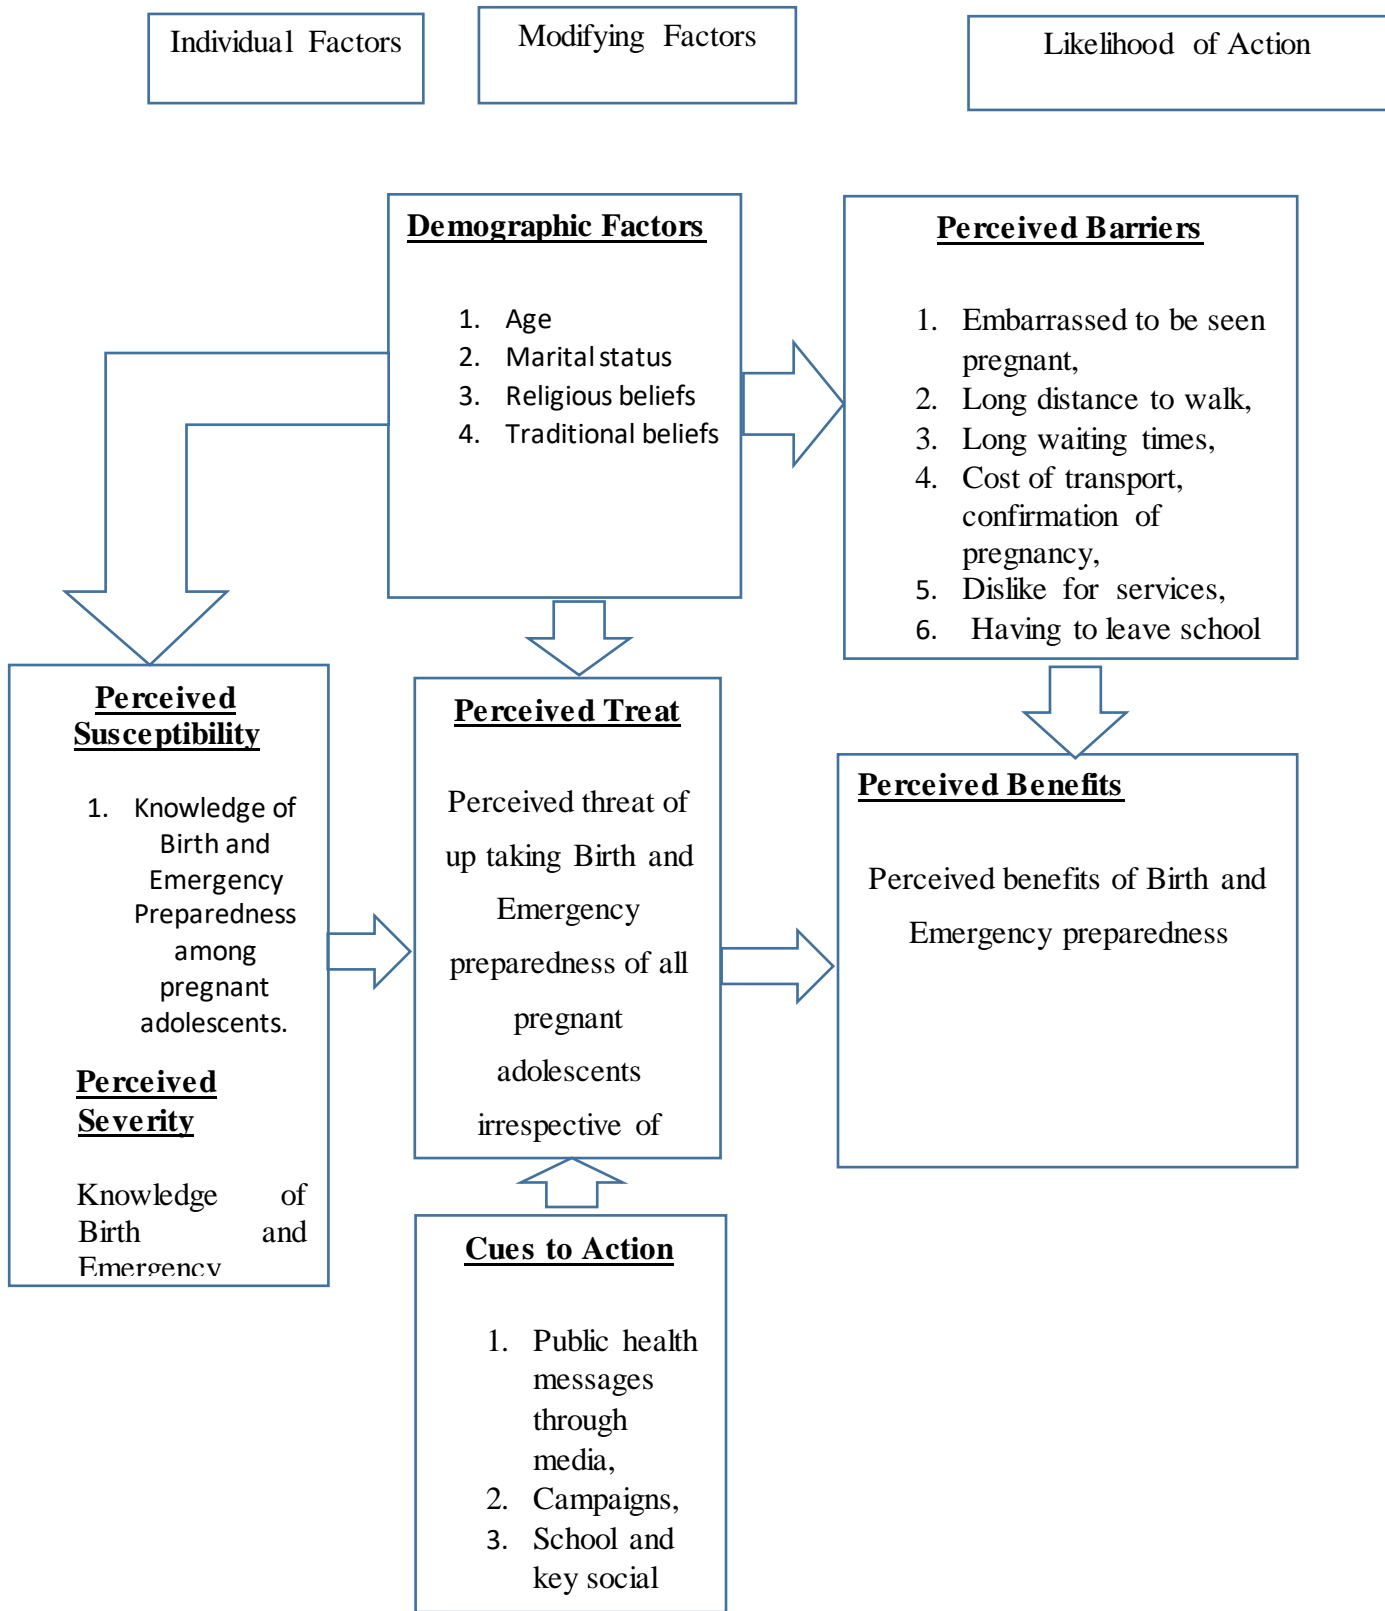 Individual Factors
Modifying Factors
Likelihood of Action
Demographic Factors
1. Age
2. Marital status
3. Religious beliefs
4. Traditional beliefs
Perceived Barriers
1. Embarrassed to be seen
pregnant,
2. Long distance to walk,
3. Long waiting times,
4. Cost of transport,
confirmation of
pregnancy,
5. Dislike for services,
6. Having to leave school
Perceived
Susceptibility
1. Knowledge of
Birth and
Emergency
Preparedness
among
pregnant
adolescents.
Perceived
Severity
Knowledge of
Birth and
Emergency
Perceived Treat
Perceived threat of
up taking Birth and
Emergency
preparedness of all
pregnant
adolescents
irrespective of
Perceived Benefits
Perceived benefits of Birth and
Emergency preparedness
Cues to Action
1. Public health
messages
through
media,
2. Campaigns,
3. School and
key social